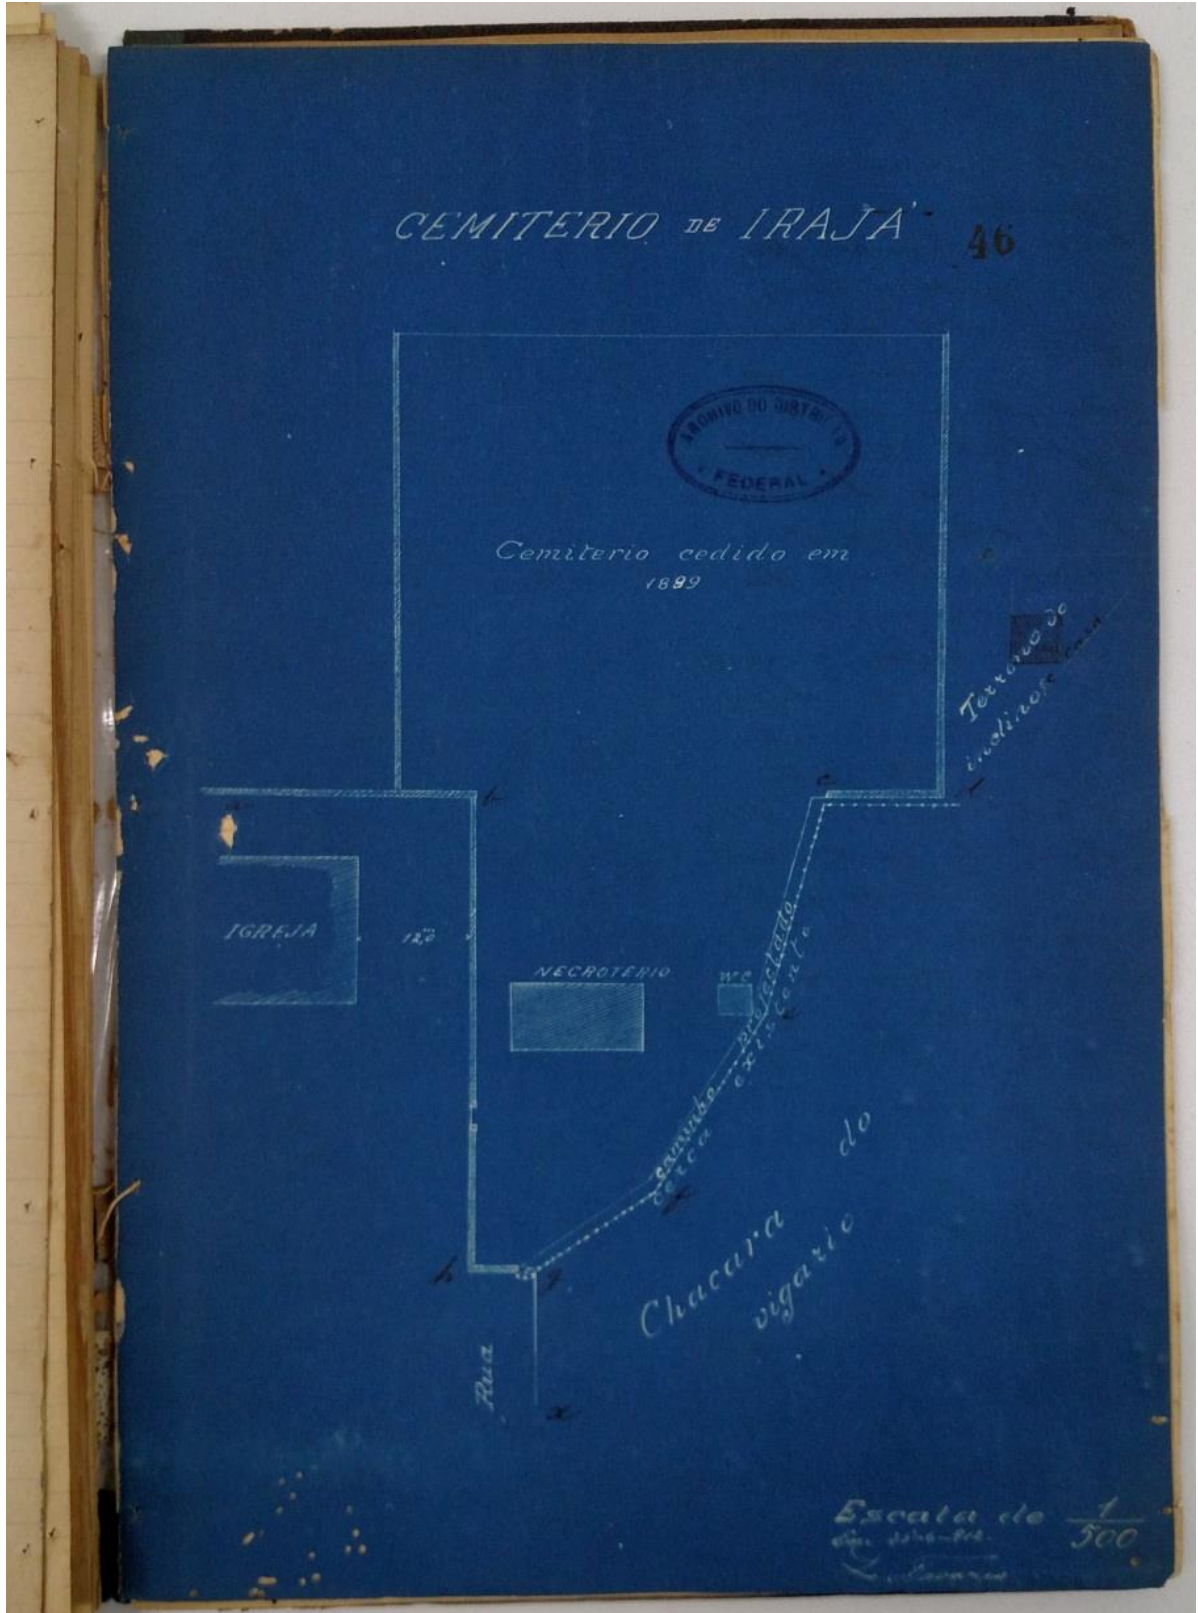 CEMITERIO DE IRAJA'
46
ARCHIVO DO DISTRICTO
FEDERAL
Cemiterio cedido em
1899
Terreno do
casa
a
b
c
IGREJA
12,0
NECROTERIO
W.C.
caminho projectado
cerca existente
Chacara do
vigario
h
g
Rua
x
Escala de 1/500